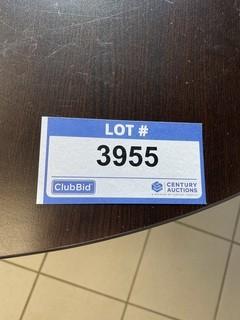 LOT #
3955
ClubBid
CENTURY
AUCTIONS